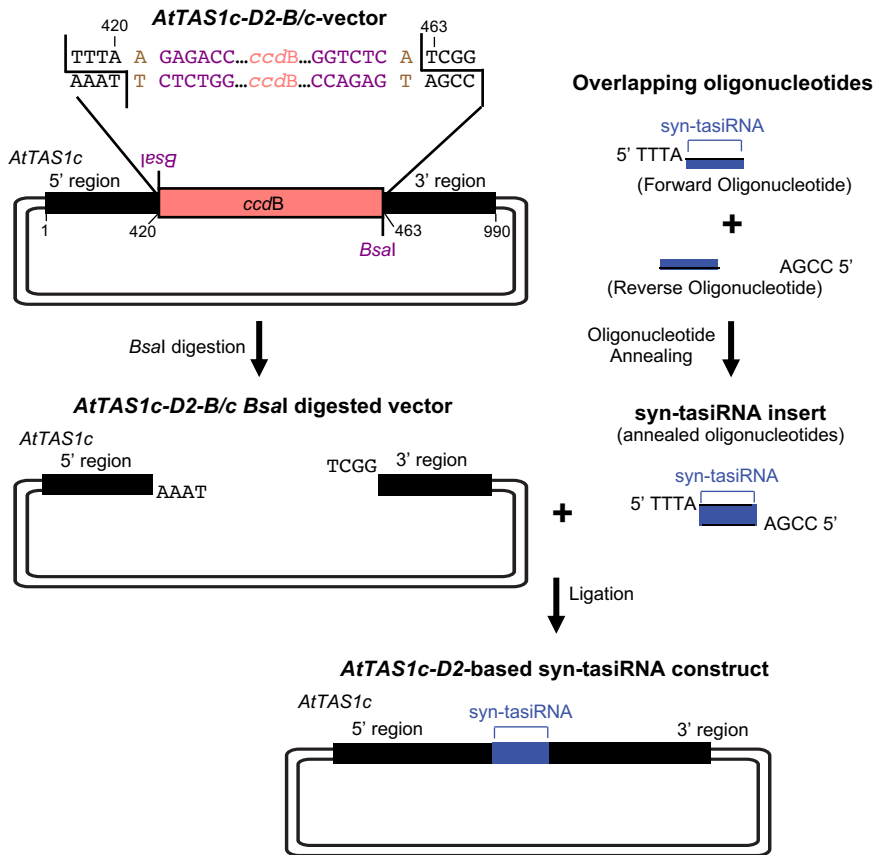 AtTAS1c-D2-B/c-vector
420
463
TTTA A GAGACC...ccdB...GGTCTC A TCGG
AAAT T CTCTGG...ccdB...CCAGAG T AGCC
AtTAS1c
5’ region
BsaI
ccdB
3’ region
1
420
463
990
BsaI
Overlapping oligonucleotides
syn-tasiRNA
5’ TTTA
(Forward Oligonucleotide)
+
AGCC 5’
(Reverse Oligonucleotide)
BsaI digestion
Oligonucleotide
Annealing
AtTAS1c-D2-B/c BsaI digested vector
AtTAS1c
5’ region
AAAT
TCGG
3’ region
+
syn-tasiRNA insert
(annealed oligonucleotides)
syn-tasiRNA
5’ TTTA
AGCC 5’
Ligation
AtTAS1c-D2-based syn-tasiRNA construct
AtTAS1c
5’ region
syn-tasiRNA
3’ region